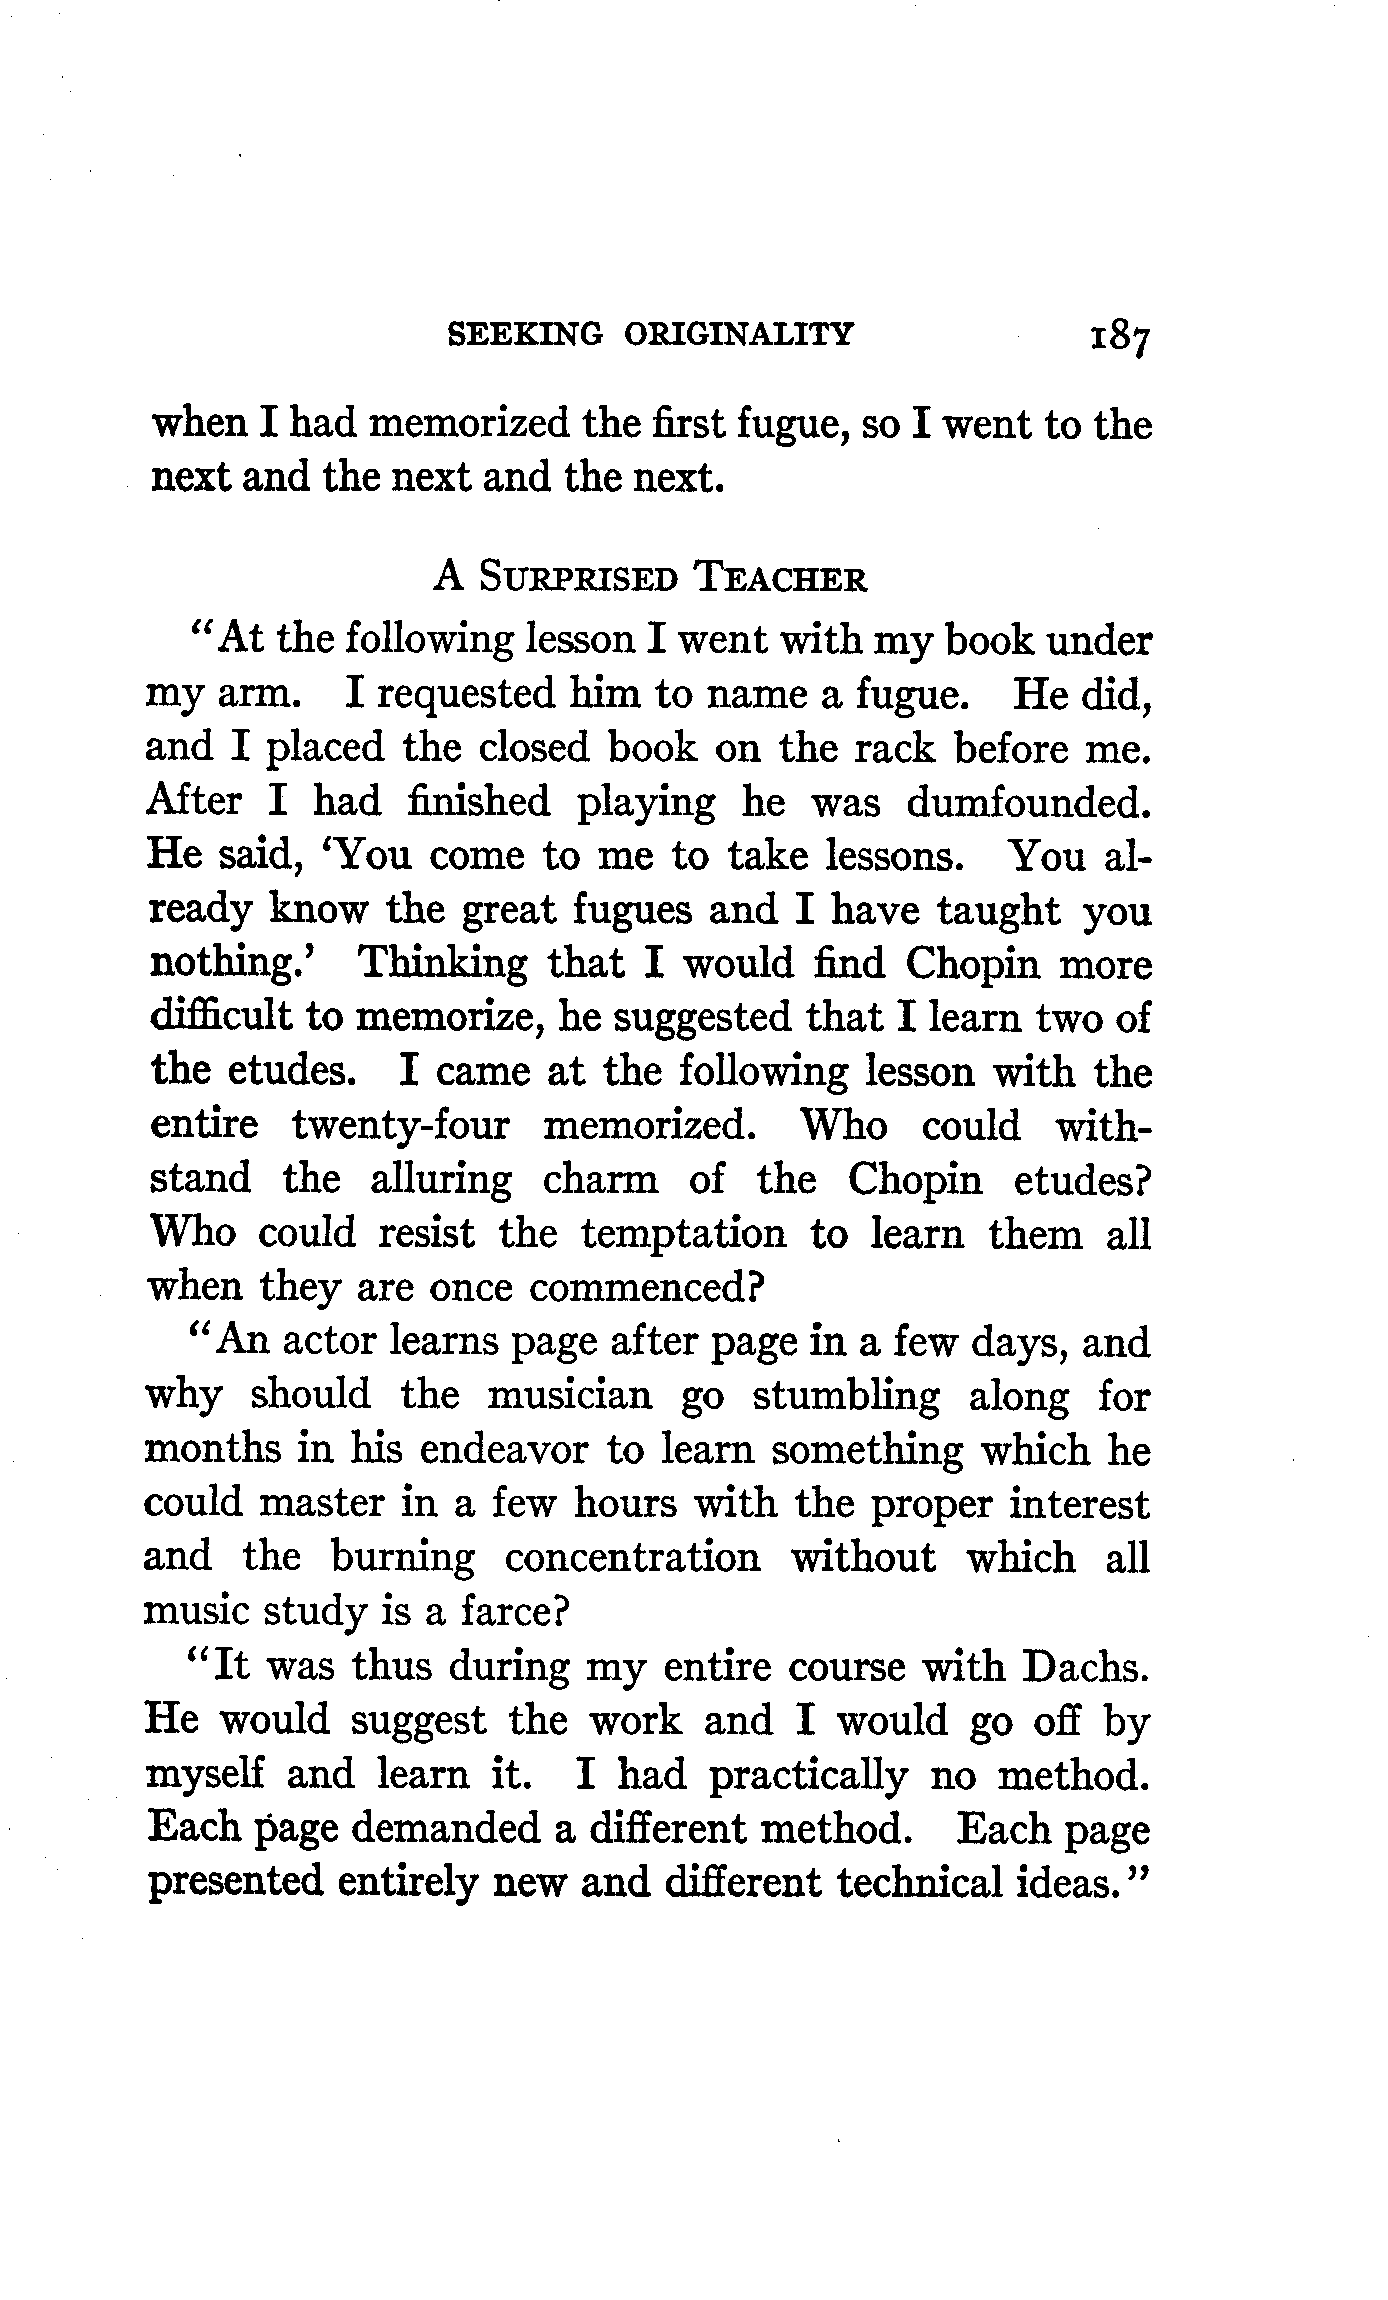 SEEKING ORIGINALITY 187
when I had memorized the first fugue, so I went to the
next and the next and the next.
A SURPRISED TEACHER
"At the following lesson I went with my book under
my arm. I requested him to name a fugue. He did,
and I placed the closed book on the rack before me.
After I had finished playing he was dumfounded.
He said, 'You come to me to take lessons. You al-
ready know the great fugues and I have taught you
nothing.' Thinking that I would find Chopin more
difficult to memorize, he suggested that I learn two of
the etudes. I came at the following lesson with the
entire twenty-four memorized. Who could with-
stand the alluring charm of the Chopin etudes?
Who could resist the temptation to learn them all
when they are once commenced?
"An actor learns page after page in a few days, and
why should the musician go stumbling along for
months in his endeavor to learn something which he
could master in a few hours with the proper interest
and the burning concentration without which all
music study is a farce?
"It was thus during my entire course with Dachs.
He would suggest the work and I would go off by
myself and learn it. I had practically no method.
Each page demanded a different method. Each page
presented entirely new and different technical ideas."